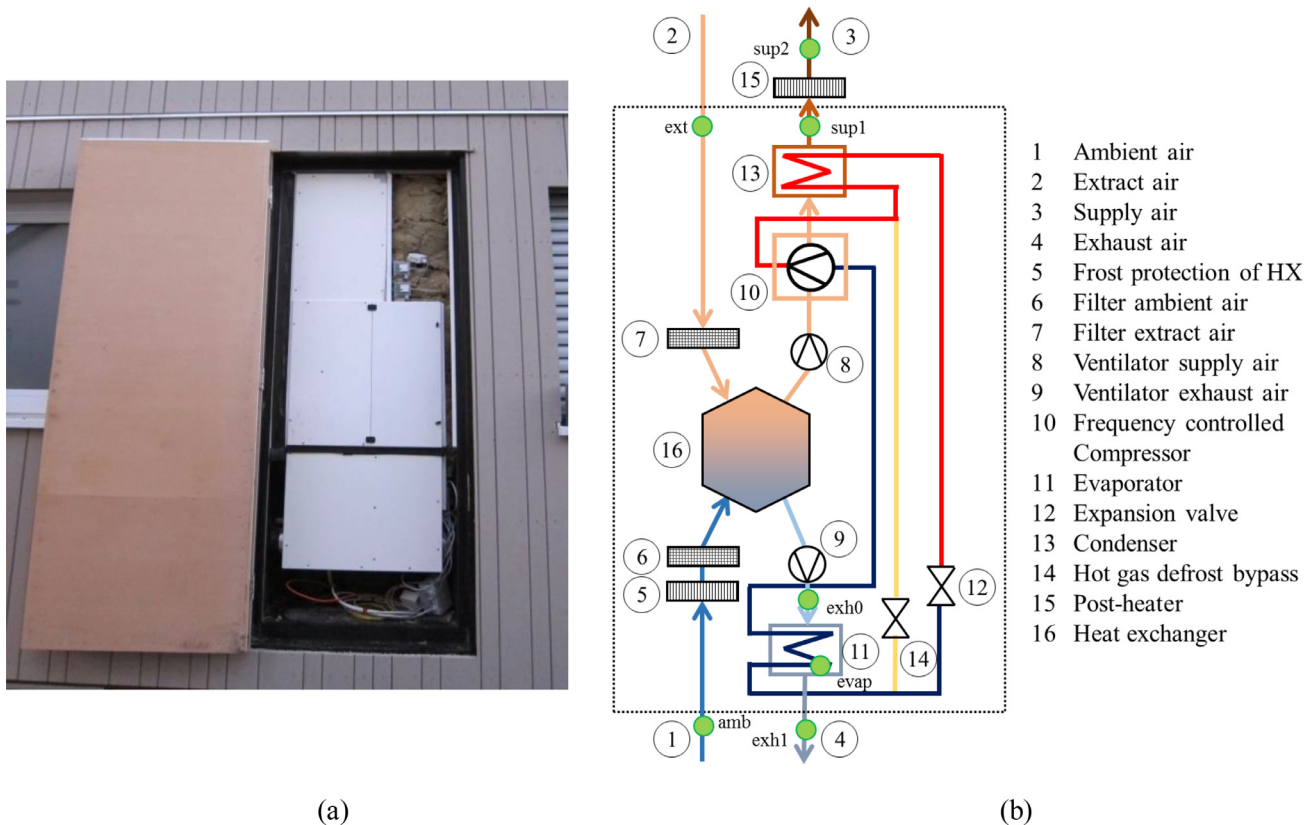 2
3
sup2
15
ext
sup1
13
10
7
8
16
6
9
5
12
exh0
11
14
evap
amb
1
exh1
4
1 Ambient air
2 Extract air
3 Supply air
4 Exhaust air
5 Frost protection of HX
6 Filter ambient air
7 Filter extract air
8 Ventilator supply air
9 Ventilator exhaust air
10 Frequency controlled
Compressor
11 Evaporator
12 Expansion valve
13 Condenser
14 Hot gas defrost bypass
15 Post-heater
16 Heat exchanger
(a)
(b)